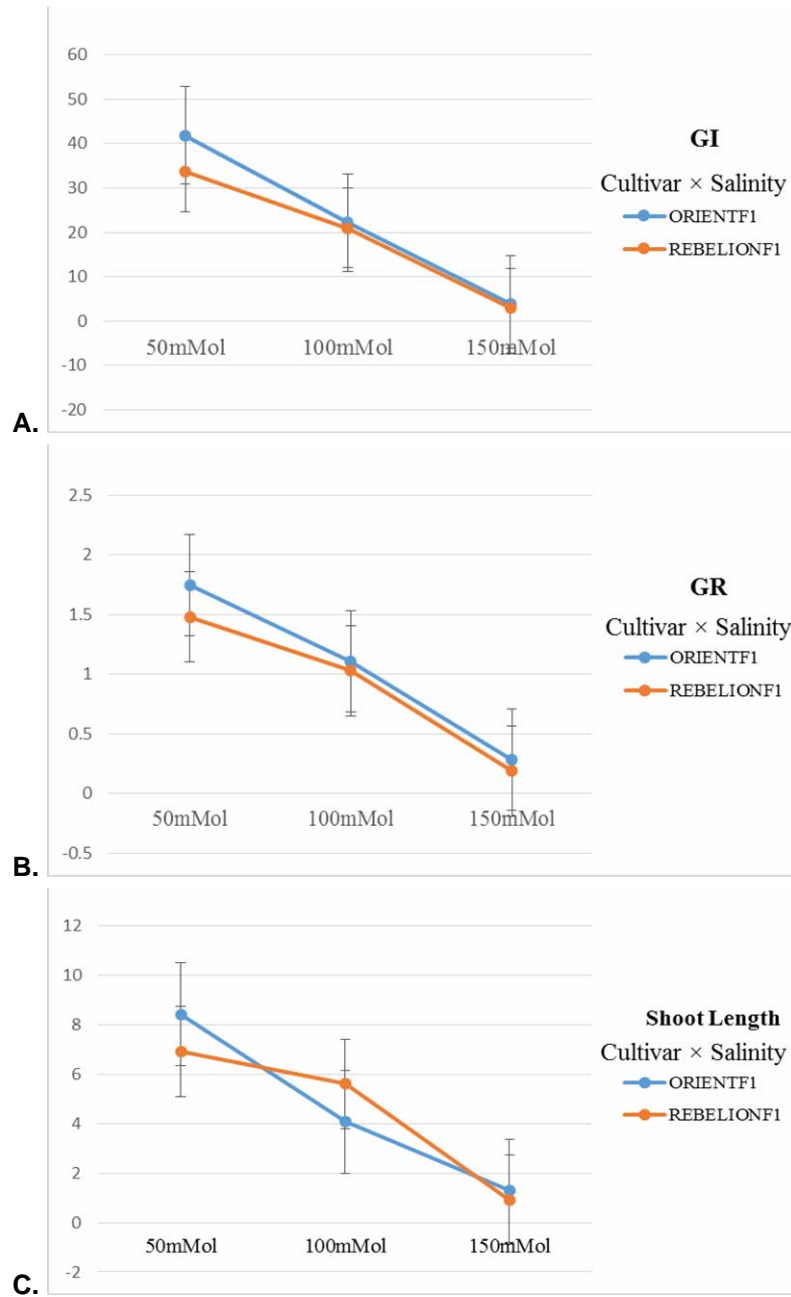 60
50
40
30
20
10
0
-10
-20
50mMol 100mMol 150mMol
GI
Cultivar × Salinity
ORIENTF1
REBELIONF1
A.
2.5
2
1.5
1
0.5
0
-0.5
50mMol 100mMol 150mMol
GR
Cultivar × Salinity
ORIENTF1
REBELIONF1
B.
12
10
8
6
4
2
0
-2
50mMol 100mMol 150mMol
Shoot Length
Cultivar × Salinity
ORIENTF1
REBELIONF1
C.